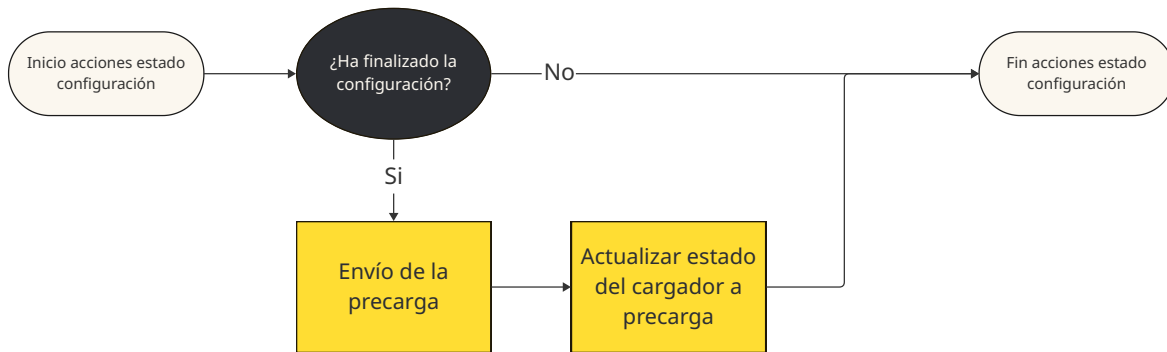 Inicio acciones estado
configuración
¿Ha finalizado la
configuración?
No
Fin acciones estado
configuración
Si
Envío de la
precarga
Actualizar estado
del cargador a
precarga